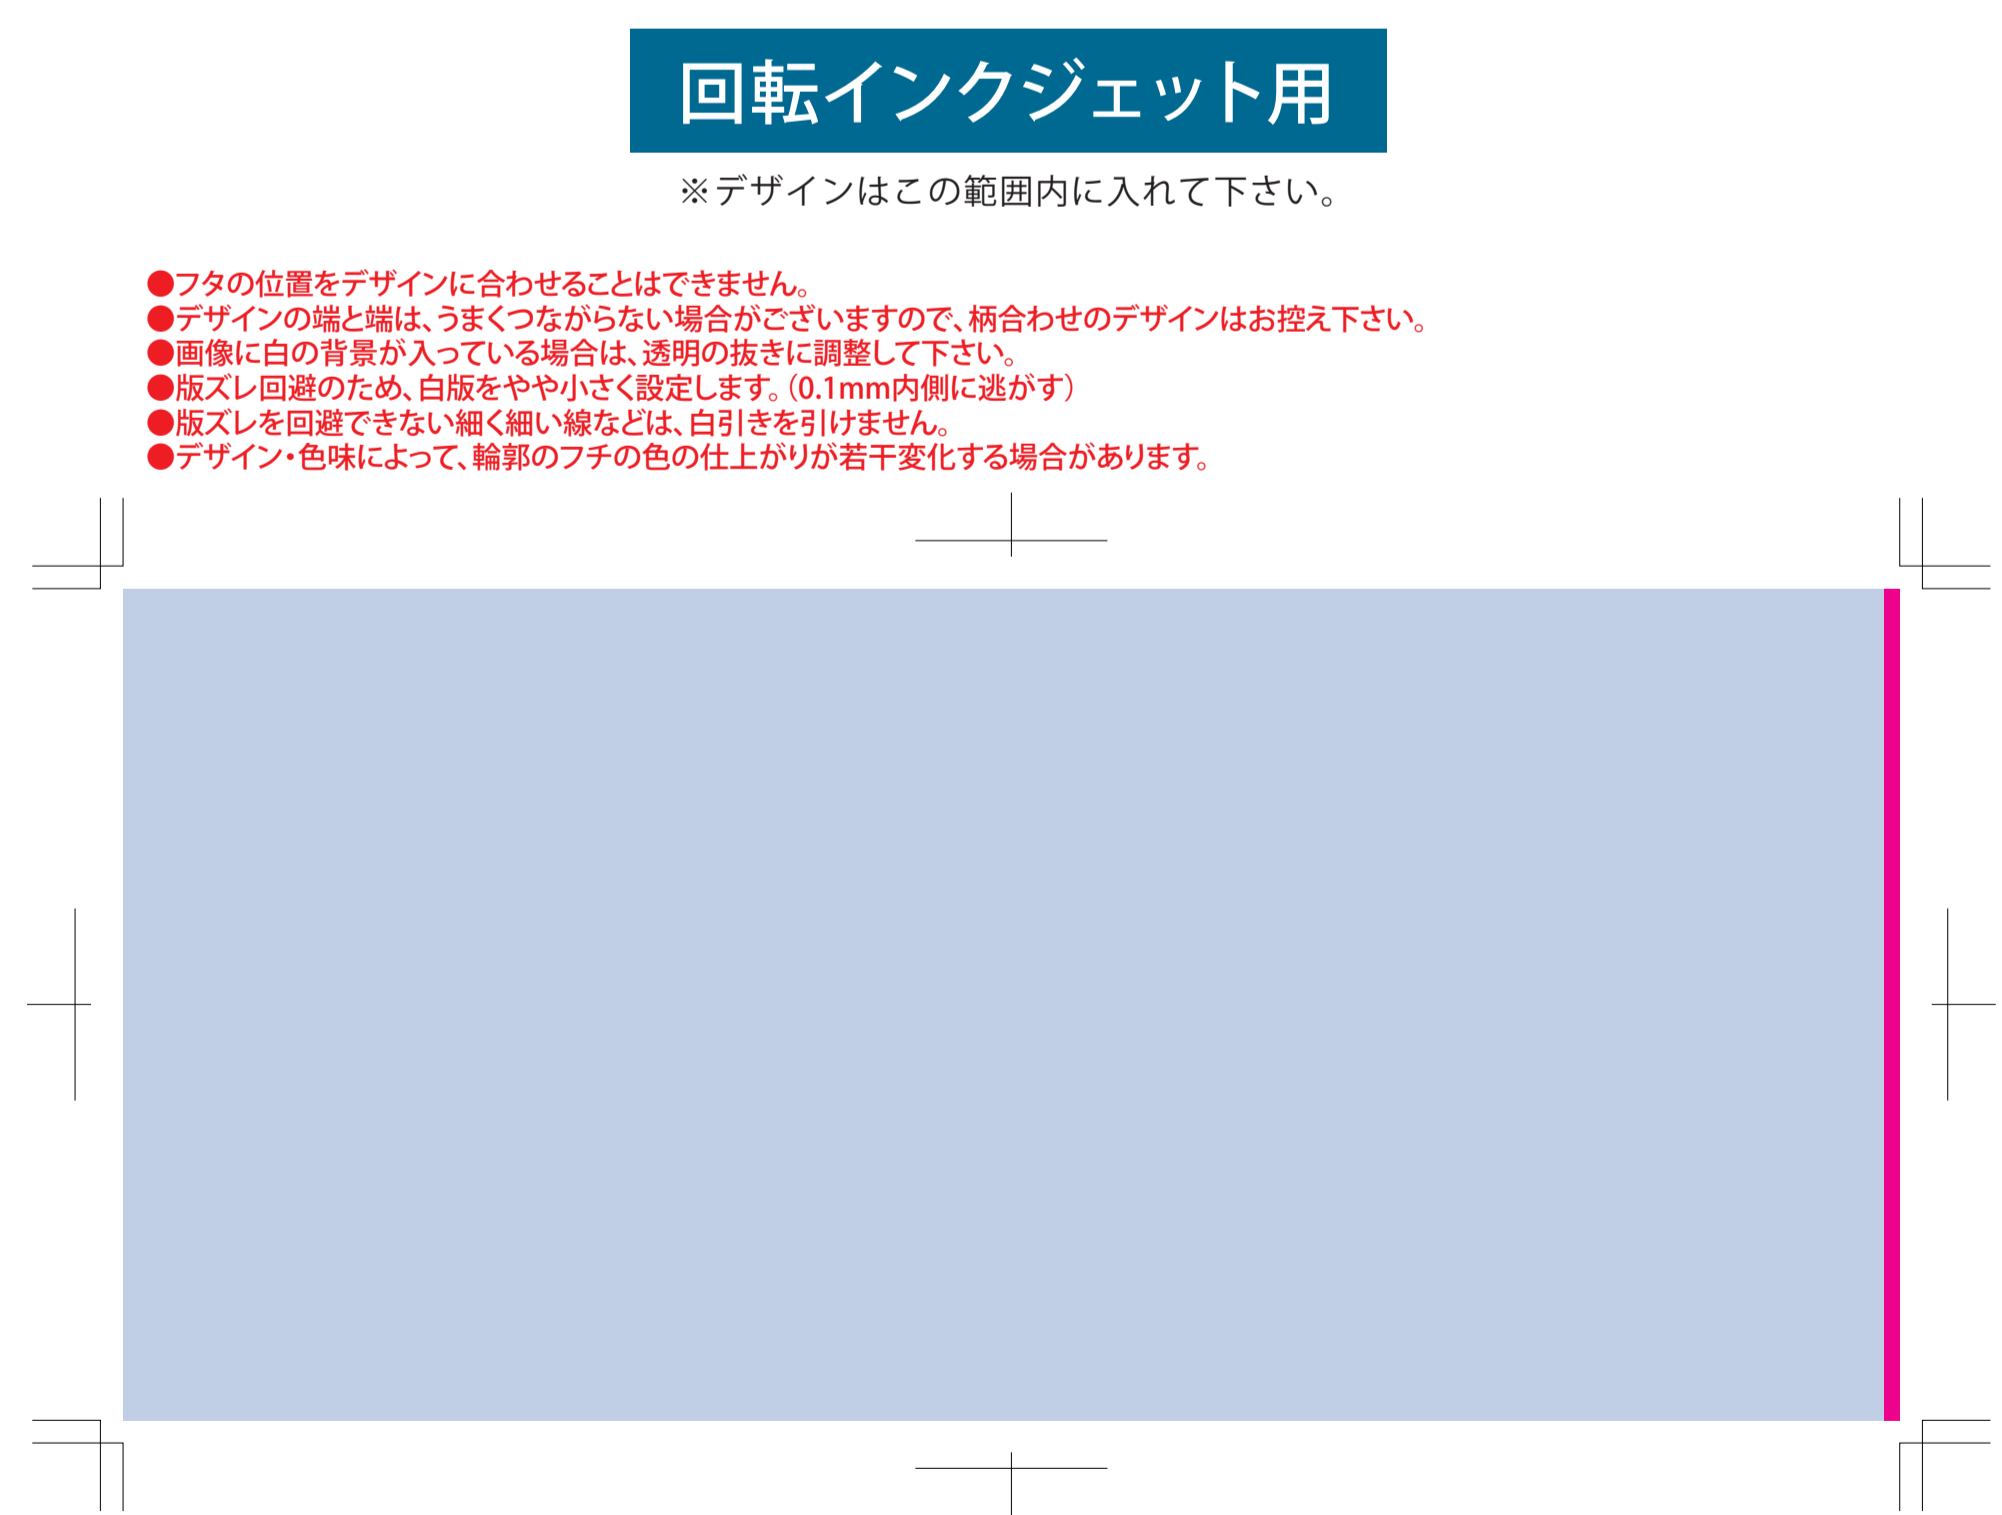 回転インクジェット用
※デザインはこの範囲内に入れて下さい。
●フタの位置をデザインに合わせることはできません。
●デザインの端と端は、うまくつながらない場合がございますので、柄合わせのデザインはお控え下さい。
●画像に白の背景が入っている場合は、透明の抜きに調整して下さい。
●版ズレ回避のため、白版をやや小さく設定します。（0.1mm内側に逃がす）
●版ズレを回避できない細く細い線などは、白引きを引けません。
●デザイン・色味によって、輪郭のフチの色の仕上がりが若干変化する場合があります。